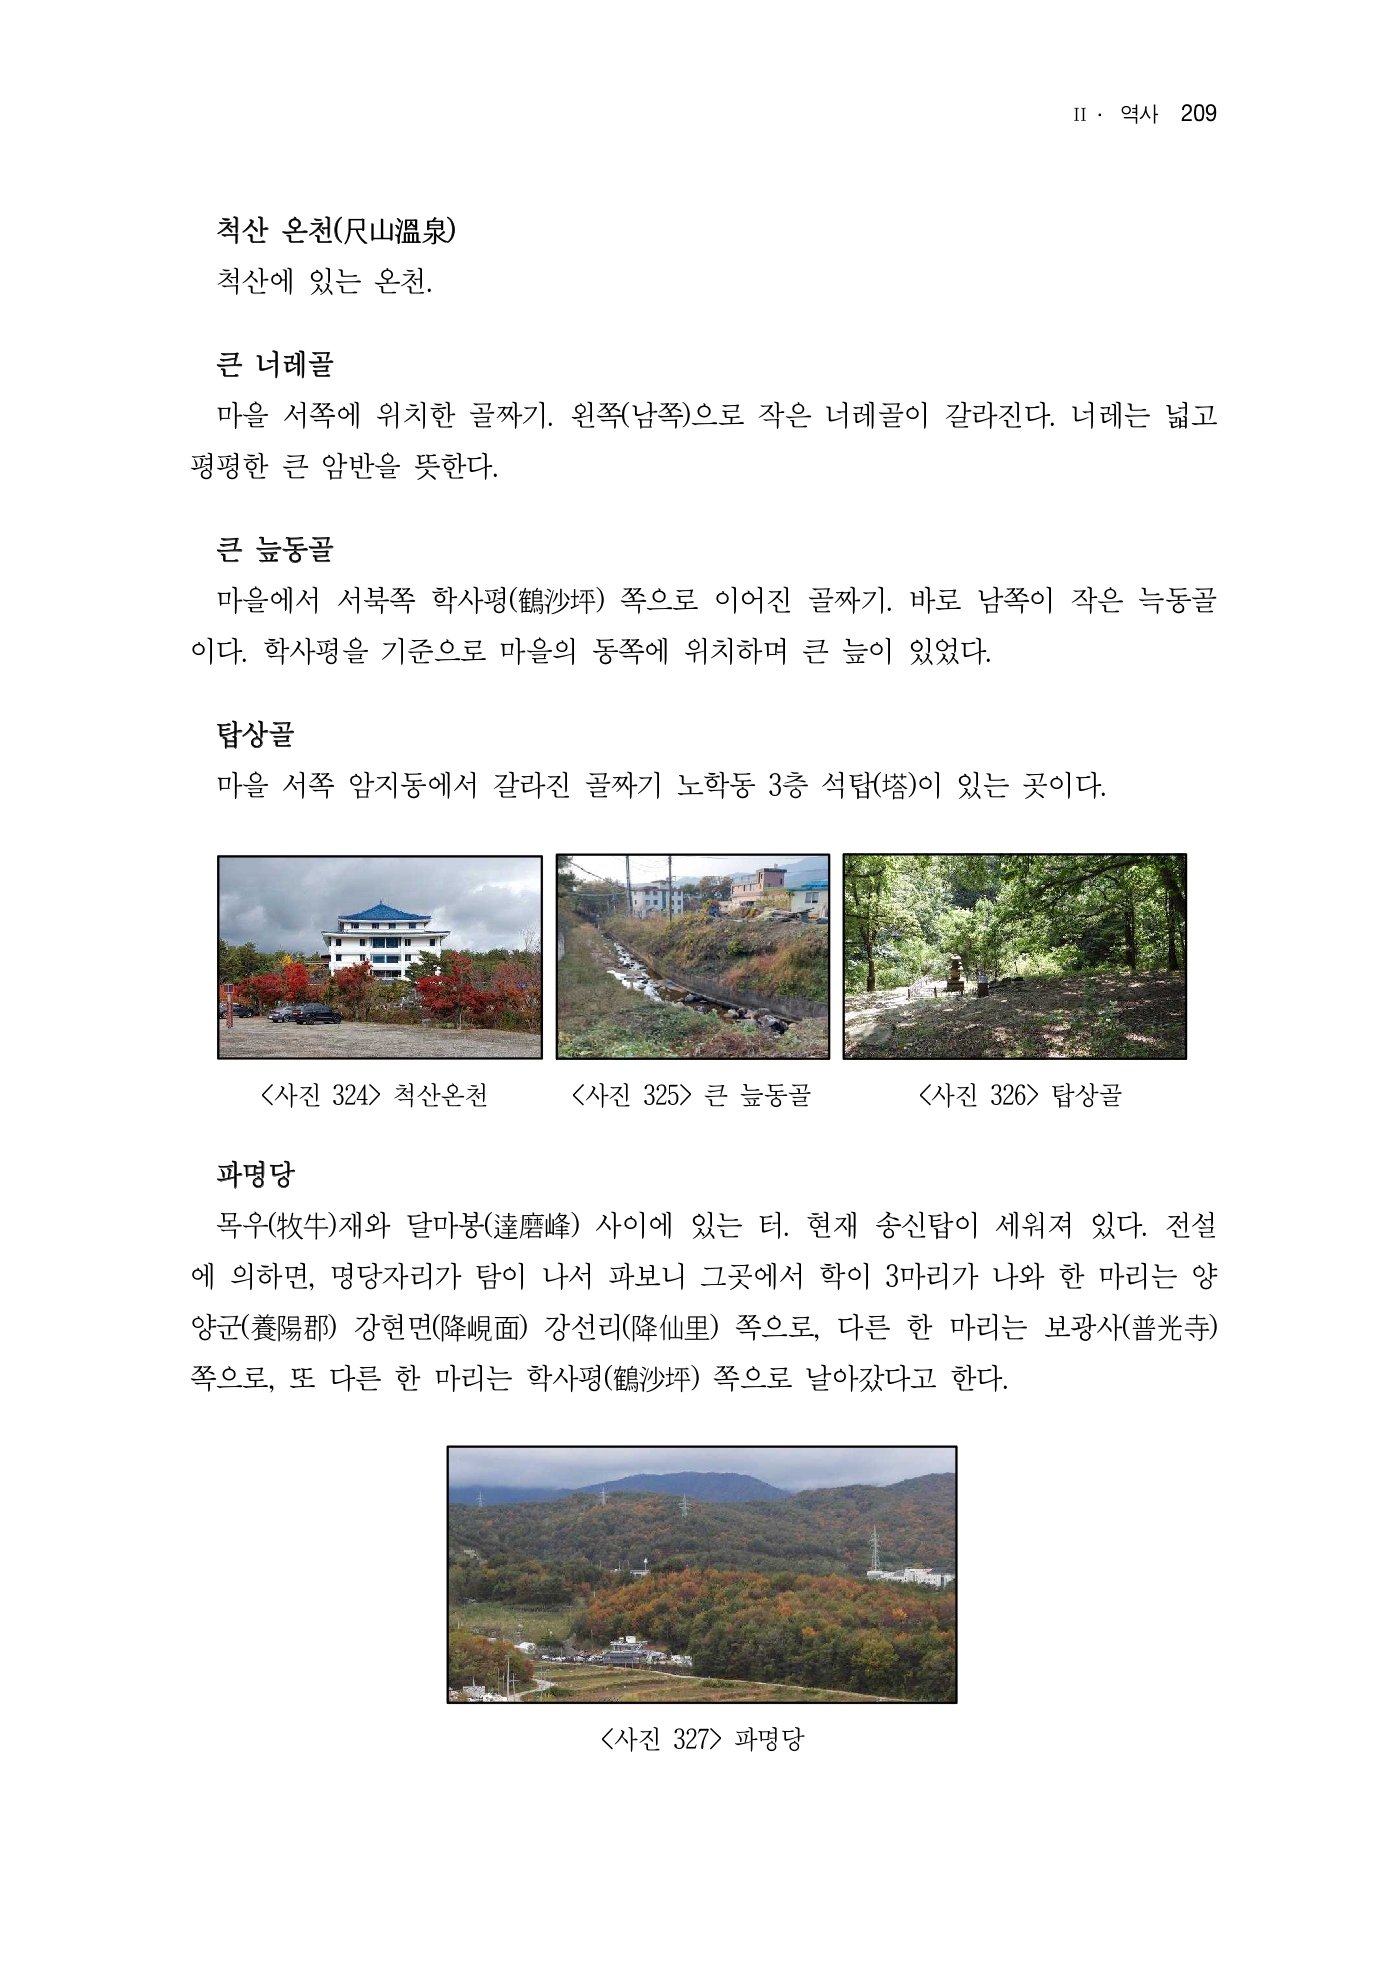 II · 역사 209
척산 온천(尺山溫泉)
척산에 있는 온천.
큰 너레골
마을 서쪽에 위치한 골짜기. 왼쪽(남쪽)으로 작은 너레골이 갈라진다. 너레는 넓고
평평한 큰 암반을 뜻한다.
큰 늪동골
마을에서 서북쪽 학사평(鶴沙坪) 쪽으로 이어진 골짜기. 바로 남쪽이 작은 늑동골
이다. 학사평을 기준으로 마을의 동쪽에 위치하며 큰 늪이 있었다.
탑상골
마을 서쪽 암지동에서 갈라진 골짜기 노학동 3층 석탑(塔)이 있는 곳이다.
<사진 324> 척산온천 <사진 325> 큰 늪동골 <사진 326> 탑상골
파명당
목우(牧牛)재와 달마봉(達磨峰) 사이에 있는 터. 현재 송신탑이 세워져 있다. 전설
에 의하면, 명당자리가 탐이 나서 파보니 그곳에서 학이 3마리가 나와 한 마리는 양
양군(養陽郡) 강현면(降峴面) 강선리(降仙里) 쪽으로, 다른 한 마리는 보광사(普光寺)
쪽으로, 또 다른 한 마리는 학사평(鶴沙坪) 쪽으로 날아갔다고 한다.
<사진 327> 파명당